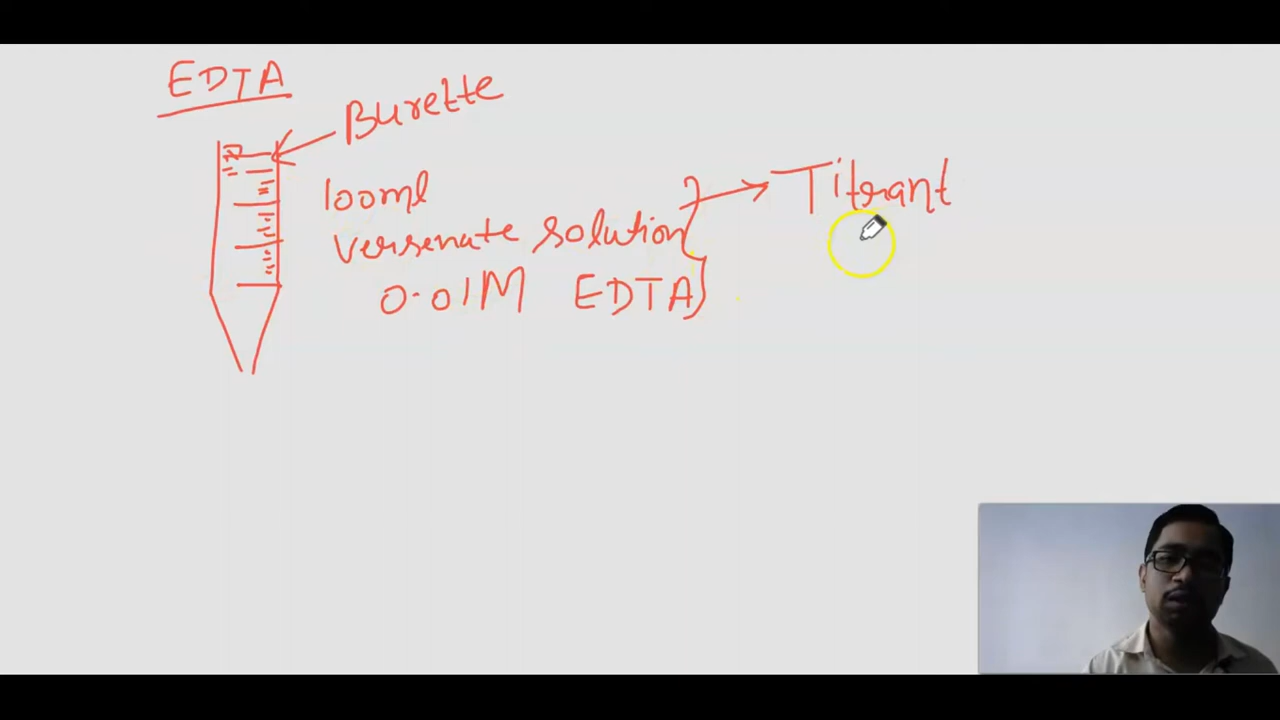 EDTA
Burette
100ml
Titrant
versenate solution
0.01M EDTA